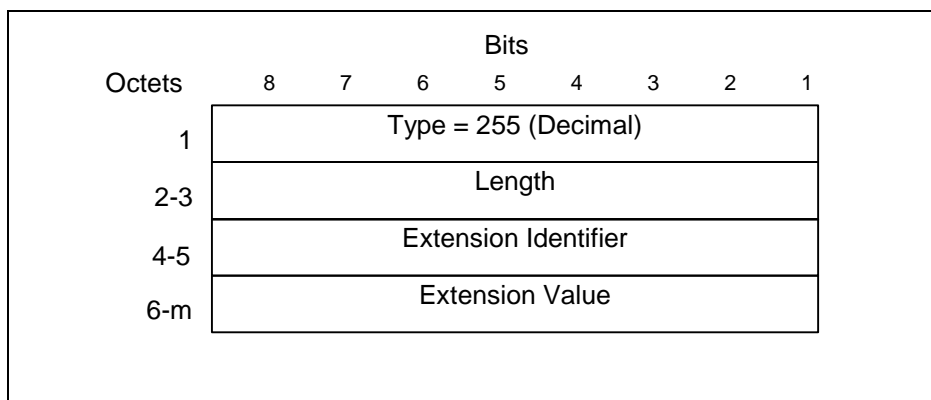 Bits
Octets 8 7 6 5 4 3 2 1
1 Type = 255 (Decimal)
2-3 Length
4-5 Extension Identifier
6-m Extension Value